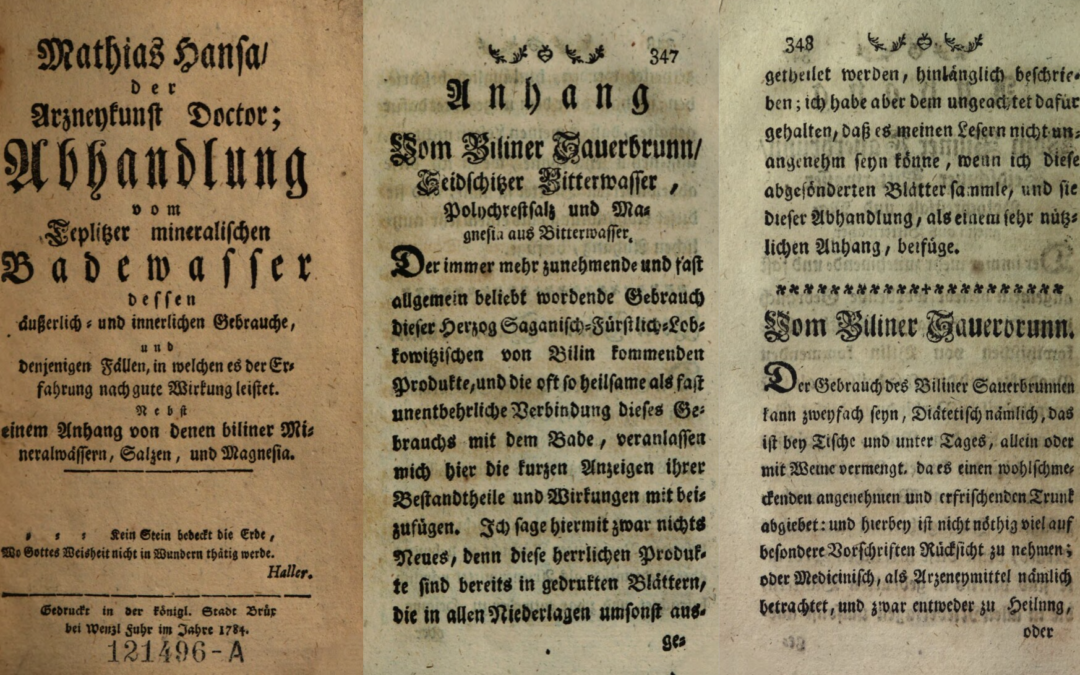 Mathias Hansa/
der
Arzneykunst Doctor;
Abhandlung
vom
Teplitzer mineralischen
Badewasser
dessen
äußerlich- und innerlichen Gebrauche,
und
denjenigen Fällen, in welchen es der Er-
fahrung nach gute Wirkung leistet.
Nebst
einem Anhang von denen biliner Mi-
neralwässern, Salzen, und Magnesia.
- - - Kein Stein bedeckt die Erde,
Wo Gottes Weisheit nicht in Wundern thätig werde.
Haller.
Gedruckt in der königl. Stadt Brüx
bei Wenzl Fuhr im Jahre 1784.
121496-A
347
Anhang
Vom Biliner Sauerbrunn/
Seidschitzer Bitterwasser,
Polychrestsalz und Ma-
gnesia aus Bitterwasser.
Der immer mehr zunehmende und fast
allgemein beliebt wordende Gebrauch
dieser Herzog Saganisch-Fürstlich-Lob-
kowitzischen von Bilin kommenden
Produkte, und die oft so heilsame als fast
unentbehrliche Verbindung dieses Ge-
brauchs mit dem Bade, veranlassen
mich hier die kurzen Anzeigen ihrer
Bestandtheile und Wirkungen mit bei-
zufügen. Ich sage hiermit zwar nichts
Neues, denn diese herrlichen Produk-
te sind bereits in gedrukten Blättern,
die in allen Niederlagen umsonst aus-
ge-
348
getheilet werden, hinlänglich beschrie-
ben; ich habe aber dem ungeachtet dafür
gehalten, daß es meinen Lesern nicht un-
angenehm seyn könne, wenn ich diese
abgesönderten Blätter sammle, und sie
dieser Abhandlung, als einem sehr nütz-
lichen Anhang, beifüge.
Vom Biliner Sauerbrunn.
Der Gebrauch des Biliner Sauerbrunnen
kann zweyfach seyn, Diätetisch nämlich, das
ist bey Tische und unter Tages, allein oder
mit Weine vermengt. da es einen wohlschme-
ckenden angenehmen und erfrischenden Trunk
abgiebet: und hierbey ist nicht nöthig viel auf
besondere Vorschriften Rücksicht zu nehmen;
oder Medicinisch, als Arzeneymittel nämlich
betrachtet, und zwar entweder zu Heilung,
oder